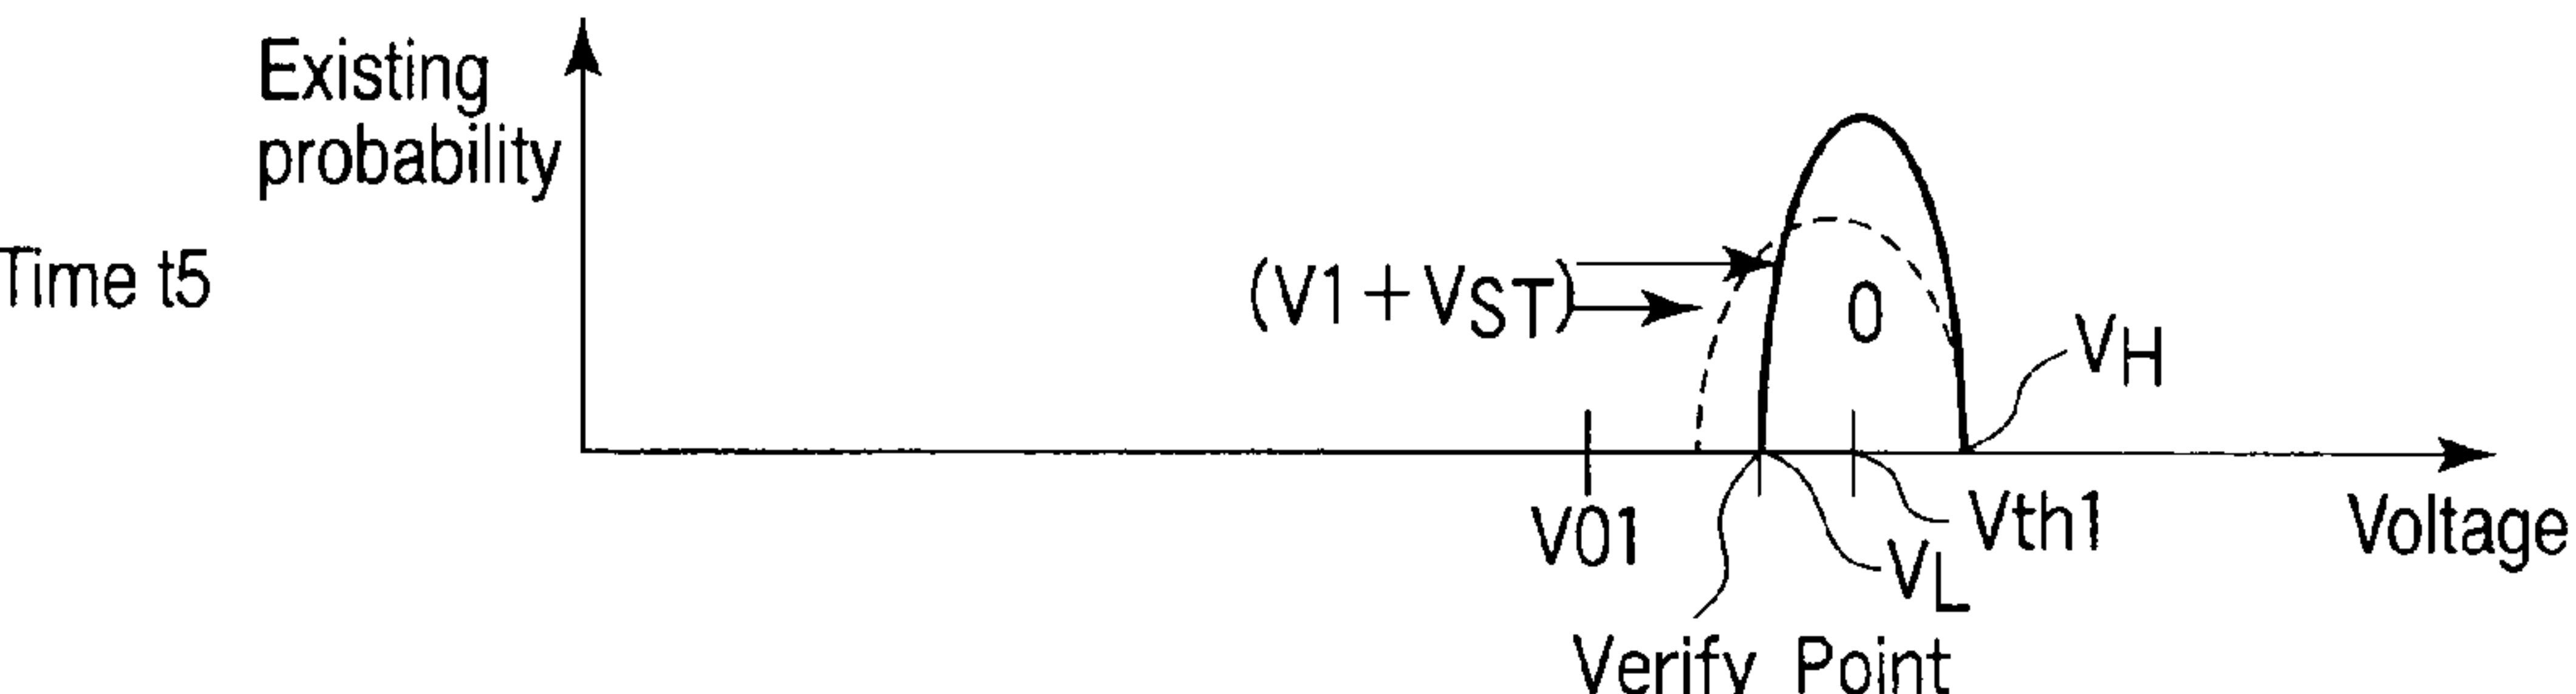 Existing
probability
Time t5
(V1+VST)
0
VH
V01
Vth1
VL
Voltage
Verify Point